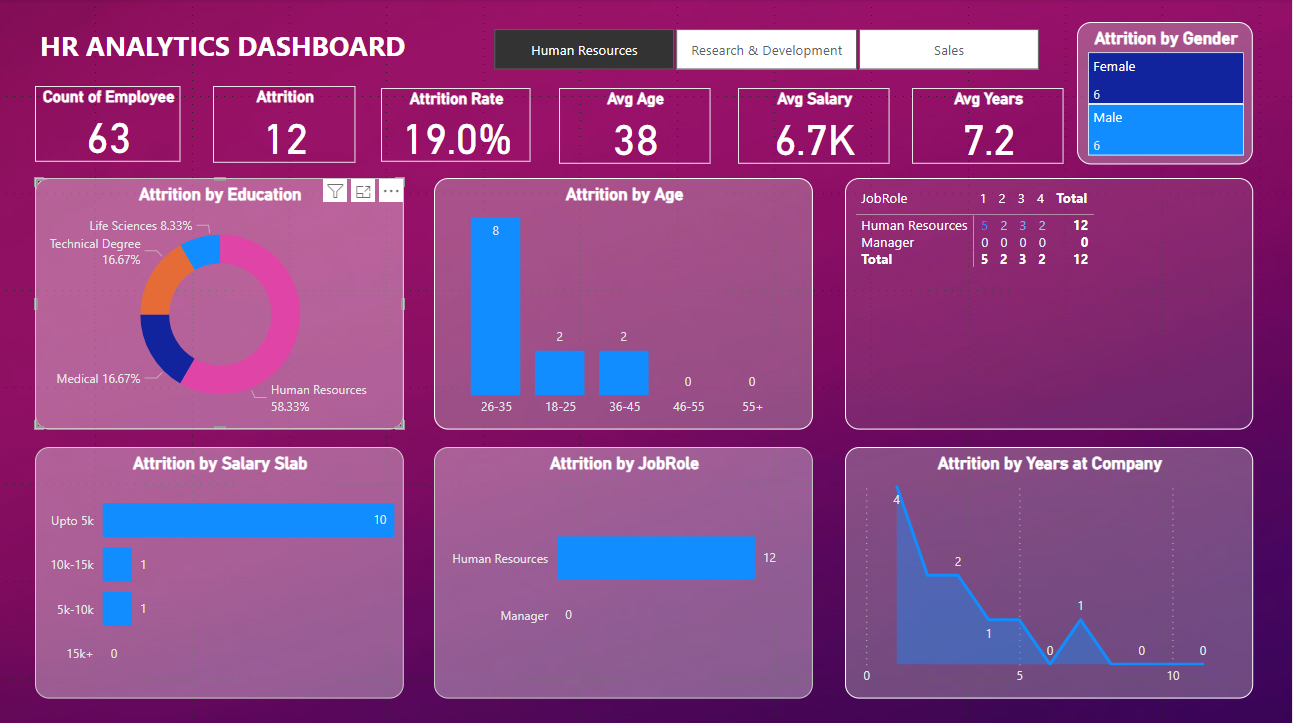 HR ANALYTICS DASHBOARD
Human Resources
Research & Development
Sales
Attrition by Gender
Female
6
Male
6
Count of Employee
63
Attrition
12
Attrition Rate
19.0%
Avg Age
38
Avg Salary
6.7K
Avg Years
7.2
Attrition by Education
Life Sciences 8.33%
Technical Degree
16.67%
Medical 16.67%
Human Resources
58.33%
Attrition by Age
8
2
2
0
0
26-35 18-25 36-45 46-55 55+
JobRole 1 2 3 4 Total
Human Resources 5 2 3 2 12
Manager 0 0 0 0 0
Total 5 2 3 2 12
Attrition by Salary Slab
Upto 5k 10
10k-15k 1
5k-10k 1
15k+ 0
Attrition by JobRole
Human Resources 12
Manager 0
Attrition by Years at Company
4
2
1
0
1
0
0
0 5 10